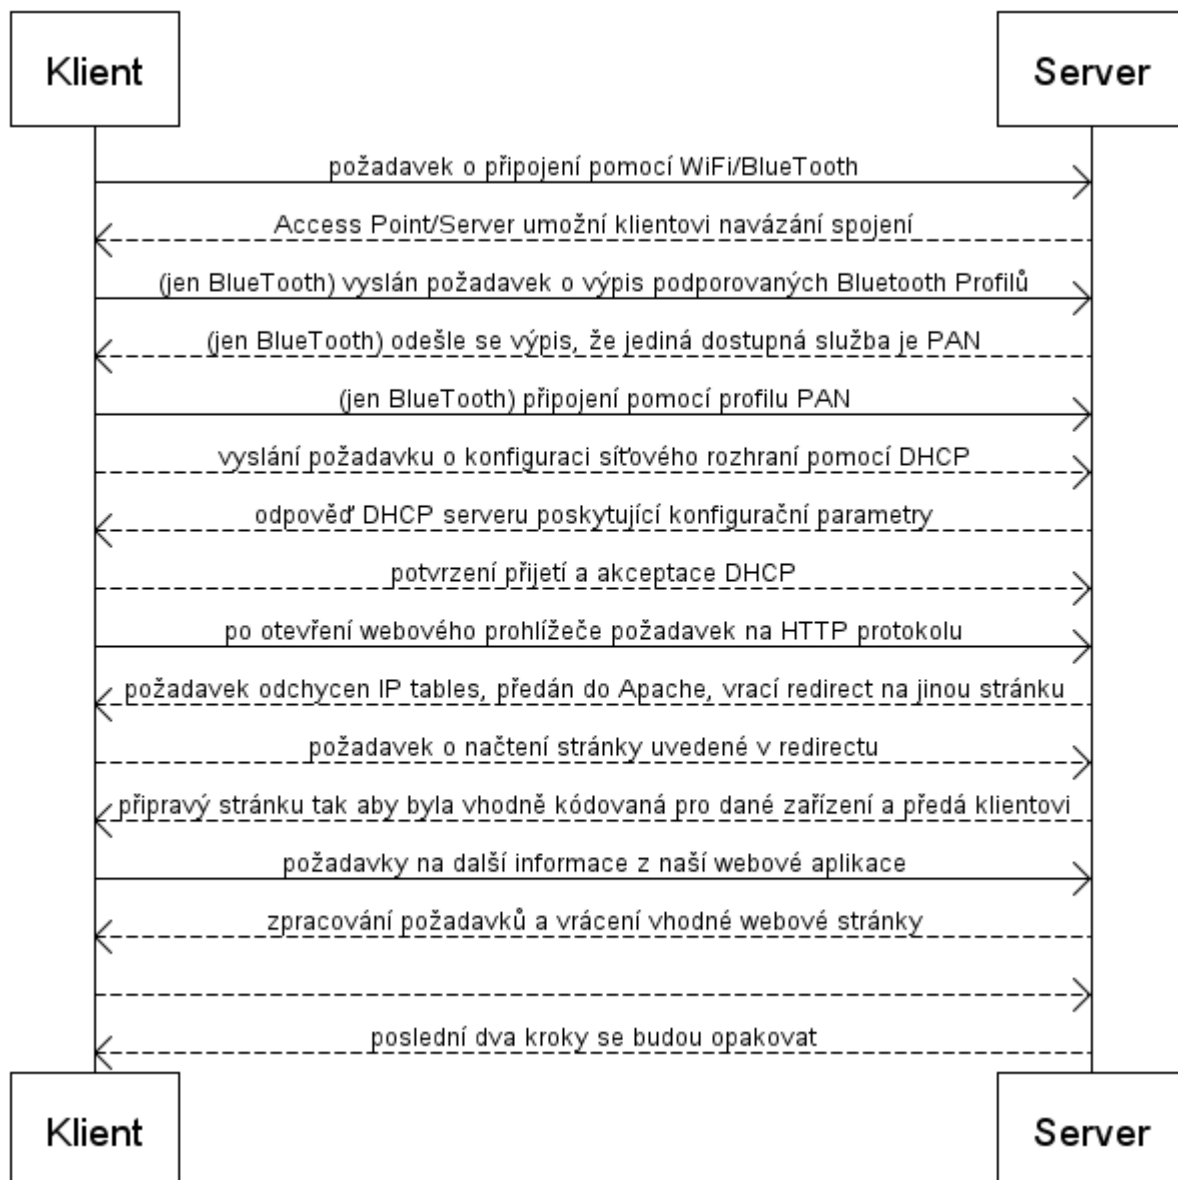 Klient
Server
požadavek o připojení pomocí WiFi/BlueTooth
Access Point/Server umožní klientovi navázání spojení
(jen BlueTooth) vyslán požadavek o výpis podporovaných Bluetooth Profilů
(jen BlueTooth) odešle se výpis, že jediná dostupná služba je PAN
(jen BlueTooth) připojení pomocí profilu PAN
vyslání požadavku o konfiguraci síťového rozhraní pomocí DHCP
odpověď DHCP serveru poskytující konfigurační parametry
potvrzení přijetí a akceptace DHCP
po otevření webového prohlížeče požadavek na HTTP protokolu
požadavek odchycen IP tables, předán do Apache, vrací redirect na jinou stránku
požadavek o načtení stránky uvedené v redirectu
připravý stránku tak aby byla vhodně kódovaná pro dané zařízení a předá klientovi
požadavky na další informace z naší webové aplikace
zpracování požadavků a vrácení vhodné webové stránky
poslední dva kroky se budou opakovat
Klient
Server